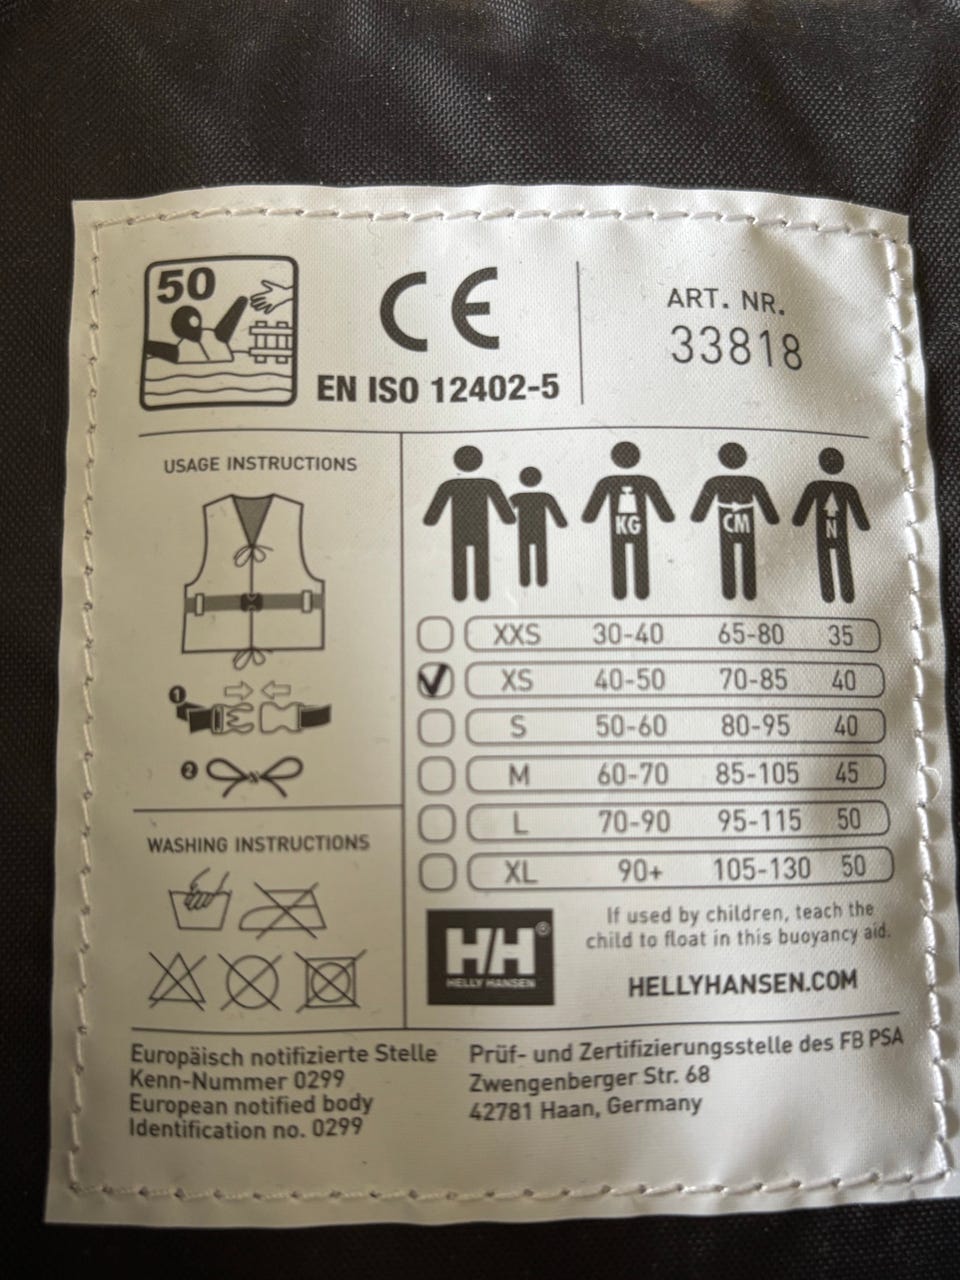 50
CE
EN ISO 12402-5
ART. NR.
33818
USAGE INSTRUCTIONS
1
2
WASHING INSTRUCTIONS
KG CM N
XXS 30-40 65-80 35
XS 40-50 70-85 40
S 50-60 80-95 40
M 60-70 85-105 45
L 70-90 95-115 50
XL 90+ 105-130 50
If used by children, teach the
child to float in this buoyancy aid.
H/H®
HELLY HANSEN
HELLYHANSEN.COM
Europäisch notifizierte Stelle
Kenn-Nummer 0299
European notified body
Identification no. 0299
Prüf- und Zertifizierungsstelle des FB PSA
Zwengenberger Str. 68
42781 Haan, Germany